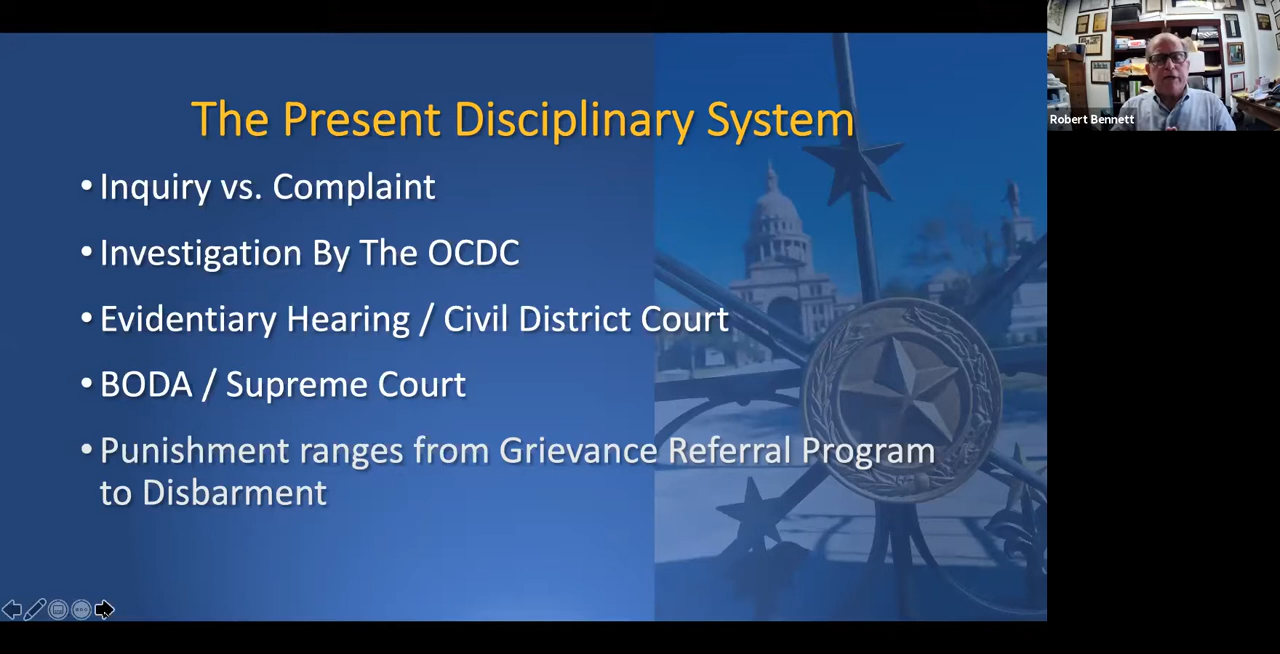 The Present Disciplinary System
• Inquiry vs. Complaint
• Investigation By The OCDC
• Evidentiary Hearing / Civil District Court
• BODA / Supreme Court
• Punishment ranges from Grievance Referral Program
to Disbarment
Robert Bennett